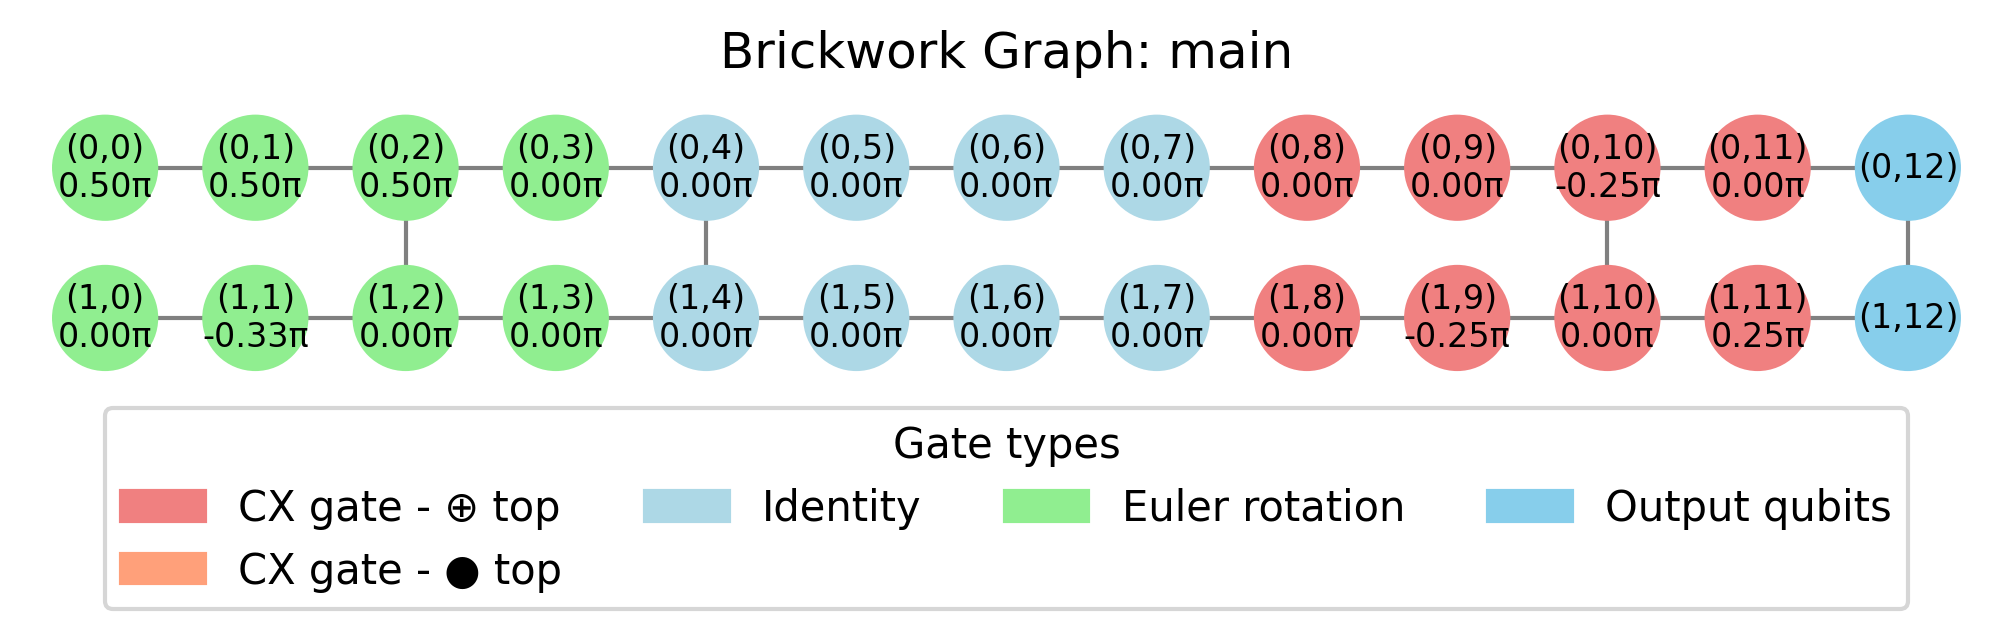 Brickwork Graph: main
(0,0) (0,1) (0,2) (0,3) (0,4) (0,5) (0,6) (0,7) (0,8) (0,9) (0,10) (0,11) (0,12)
0.50π 0.50π 0.50π 0.00π 0.00π 0.00π 0.00π 0.00π 0.00π 0.00π -0.25π 0.00π
(1,0) (1,1) (1,2) (1,3) (1,4) (1,5) (1,6) (1,7) (1,8) (1,9) (1,10) (1,11) (1,12)
0.00π -0.33π 0.00π 0.00π 0.00π 0.00π 0.00π 0.00π 0.00π -0.25π 0.00π 0.25π
Gate types
CX gate - ⊕ top Identity Euler rotation Output qubits
CX gate - ● top